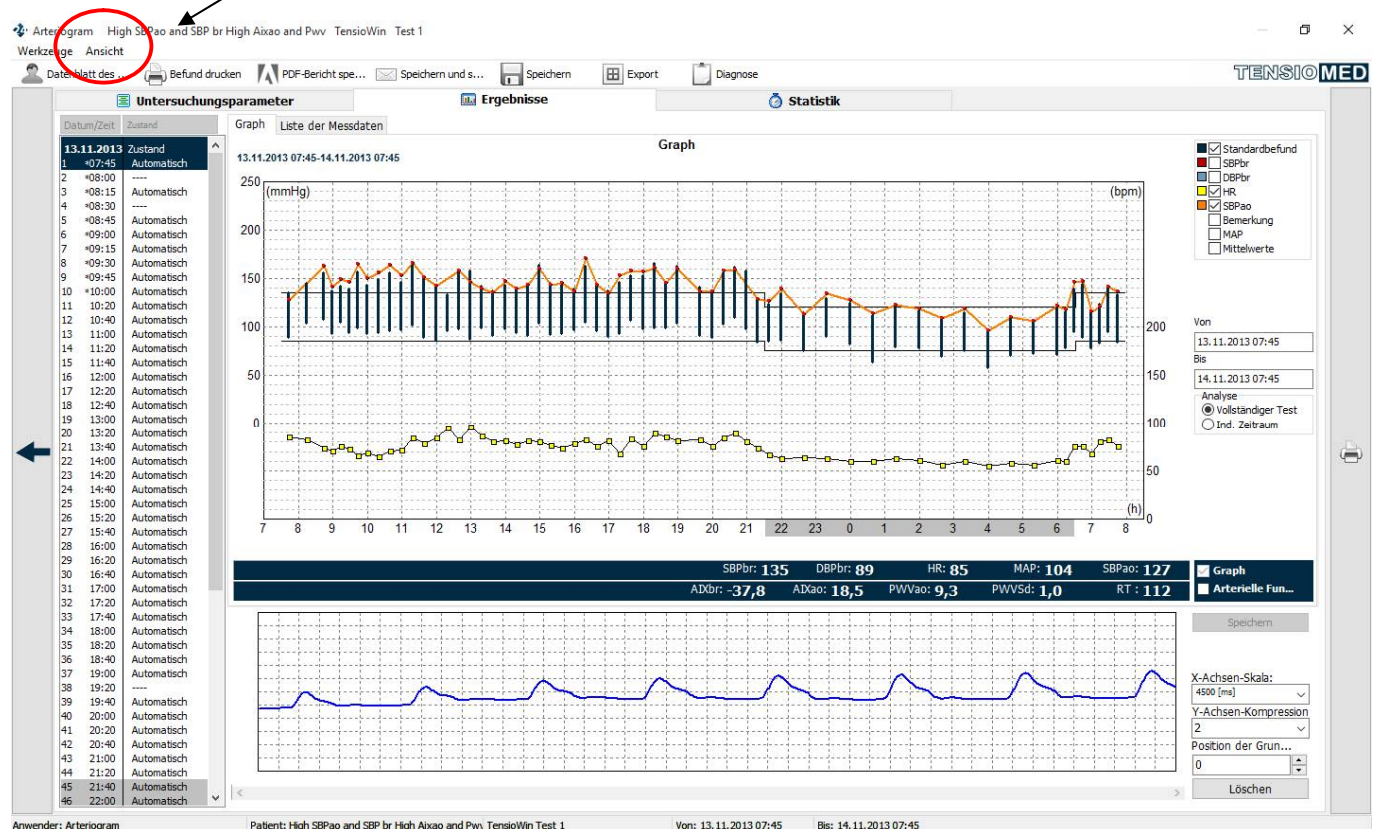 Arteriogram High SBPao and SBP br High Aixao and Pwv TensioWin Test 1
Werkzeuge Ansicht
Datenblatt des ... Befund drucken PDF-Bericht spe... Speichern und s... Speichern Export Diagnose TENSIOMED
Untersuchungsparameter Ergebnisse Statistik
Datum/Zeit Zustand
13.11.2013 Zustand
1 *07:45 Automatisch
2 *08:00 ----
3 *08:15 Automatisch
4 *08:30 ----
5 *08:45 Automatisch
6 *09:00 Automatisch
7 *09:15 Automatisch
8 *09:30 Automatisch
9 *09:45 Automatisch
10 *10:00 Automatisch
11 10:20 Automatisch
12 10:40 Automatisch
13 11:00 Automatisch
14 11:20 Automatisch
15 11:40 Automatisch
16 12:00 Automatisch
17 12:20 Automatisch
18 12:40 Automatisch
19 13:00 Automatisch
20 13:20 Automatisch
21 13:40 Automatisch
22 14:00 Automatisch
23 14:20 Automatisch
24 14:40 Automatisch
25 15:00 Automatisch
26 15:20 Automatisch
27 15:40 Automatisch
28 16:00 Automatisch
29 16:20 Automatisch
30 16:40 Automatisch
31 17:00 Automatisch
32 17:20 Automatisch
33 17:40 Automatisch
34 18:00 Automatisch
35 18:20 Automatisch
36 18:40 Automatisch
37 19:00 Automatisch
38 19:20 ----
39 19:40 Automatisch
40 20:00 Automatisch
41 20:20 Automatisch
42 20:40 Automatisch
43 21:00 Automatisch
44 21:20 Automatisch
45 21:40 Automatisch
46 22:00 Automatisch
Graph Liste der Messdaten
Graph
13.11.2013 07:45-14.11.2013 07:45
(mmHg) (bpm)
250
200
150
100 200
50 150
0 100
50
(h) 0
7 8 9 10 11 12 13 14 15 16 17 18 19 20 21 22 23 0 1 2 3 4 5 6 7 8
SBPbr: 135 DBPbr: 89 HR: 85 MAP: 104 SBPao: 127
AIXbr: -37,8 AIXao: 18,5 PWVao: 9,3 PWVSd: 1,0 RT : 112
Standardbefund
SBPbr
DBPbr
HR
SBPao
Bemerkung
MAP
Mittelwerte
Von
13.11.2013 07:45
Bis
14.11.2013 07:45
Analyse
Vollständiger Test
Ind. Zeitraum
Graph
Arterielle Fun...
Speichern
X-Achsen-Skala:
4500 [ms]
Y-Achsen-Kompression
2
Position der Grun...
0
Löschen
Anwender: Arteriogram Patient: High SBPao and SBP br High Aixao and Pwv TensioWin Test 1 Von: 13.11.2013 07:45 Bis: 14.11.2013 07:45